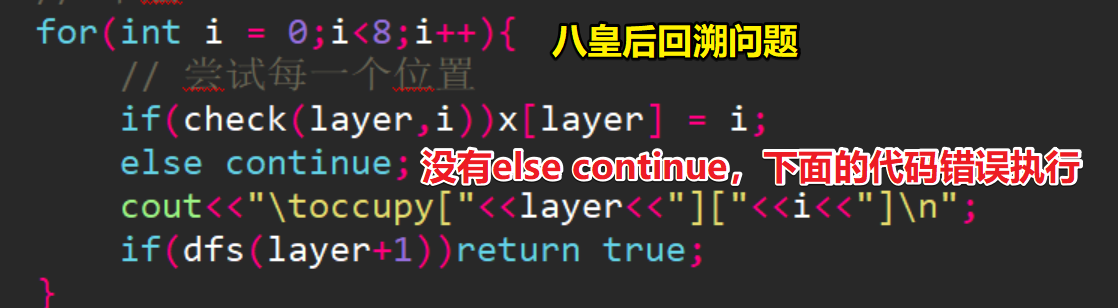 for(int i = 0;i<8;i++){ 八皇后回溯问题
// 尝试每一个位置
if(check(layer,i))x[layer] = i;
else continue; 没有else continue，下面的代码错误执行
cout<<"\toccupy["<<layer<<"]["<<i<<"]\n";
if(dfs(layer+1))return true;
}